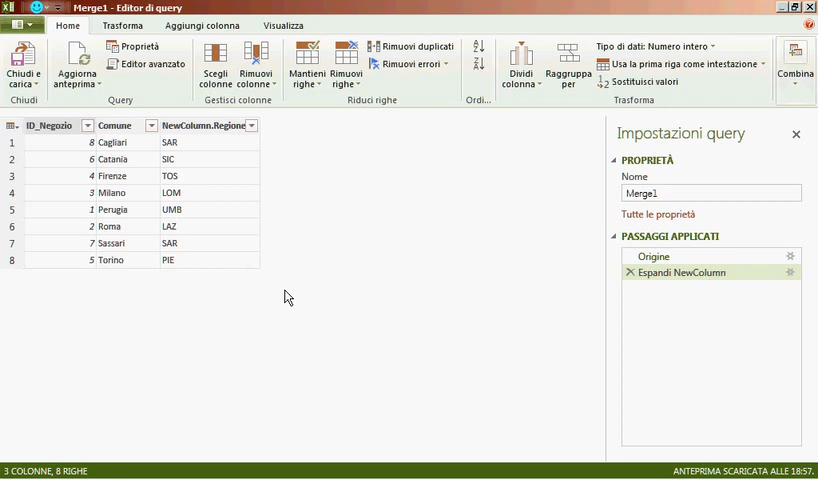 Merge1 - Editor di query
Home Trasforma Aggiungi colonna Visualizza
Chiudi e carica
Chiudi
Aggiorna anteprima
Proprietà
Editor avanzato
Query
Scegli colonne
Rimuovi colonne
Gestisci colonne
Mantieni righe
Rimuovi righe
Rimuovi duplicati
Rimuovi errori
Riduci righe
Ordi...
Dividi colonna
Raggruppa per
Tipo di dati: Numero intero
Usa la prima riga come intestazione
Sostituisci valori
Trasforma
Combina
ID_Negozio Comune NewColumn.Regione
1 8 Cagliari SAR
2 6 Catania SIC
3 4 Firenze TOS
4 3 Milano LOM
5 1 Perugia UMB
6 2 Roma LAZ
7 7 Sassari SAR
8 5 Torino PIE
Impostazioni query
PROPRIETÀ
Nome
Merge1
Tutte le proprietà
PASSAGGI APPLICATI
Origine
Espandi NewColumn
3 COLONNE, 8 RIGHE
ANTEPRIMA SCARICATA ALLE 18:57.